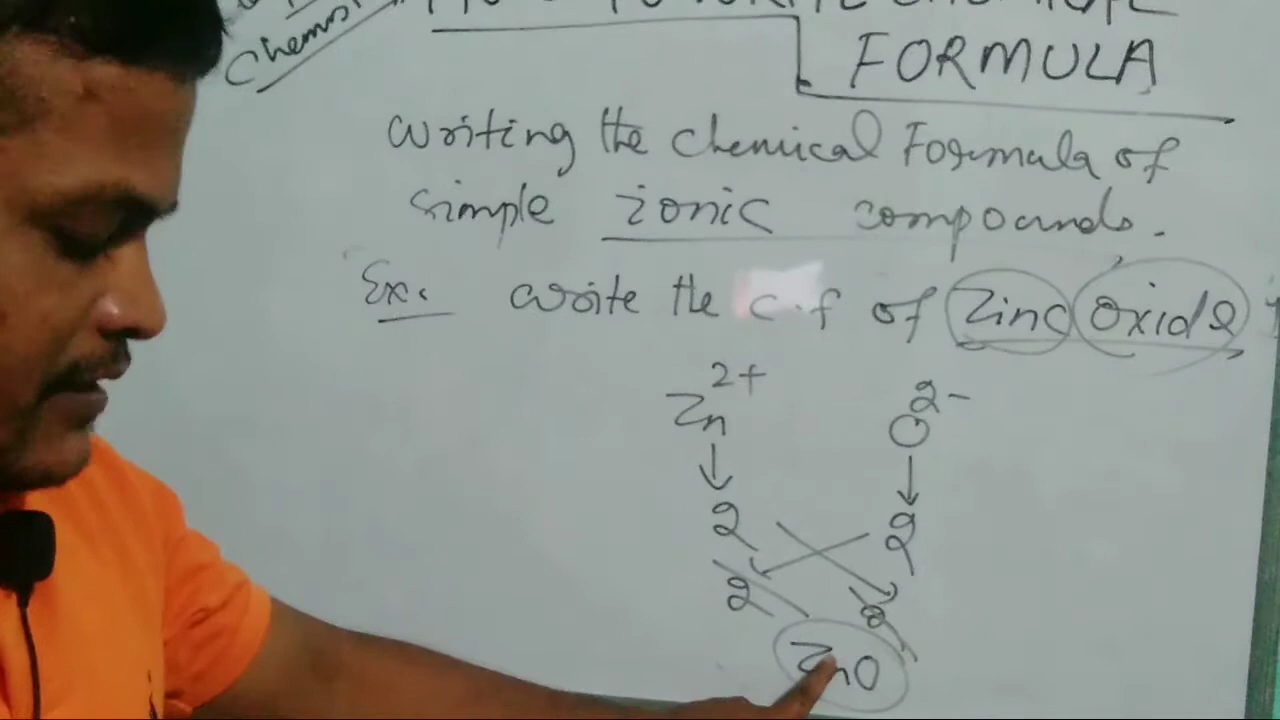 Chemis
FORMULA
Writing the Chemical Formula of
simple ionic compounds.
Ex: Write the C.f of Zinc Oxide
Zn2+ O2-
2 2
2 2
ZnO